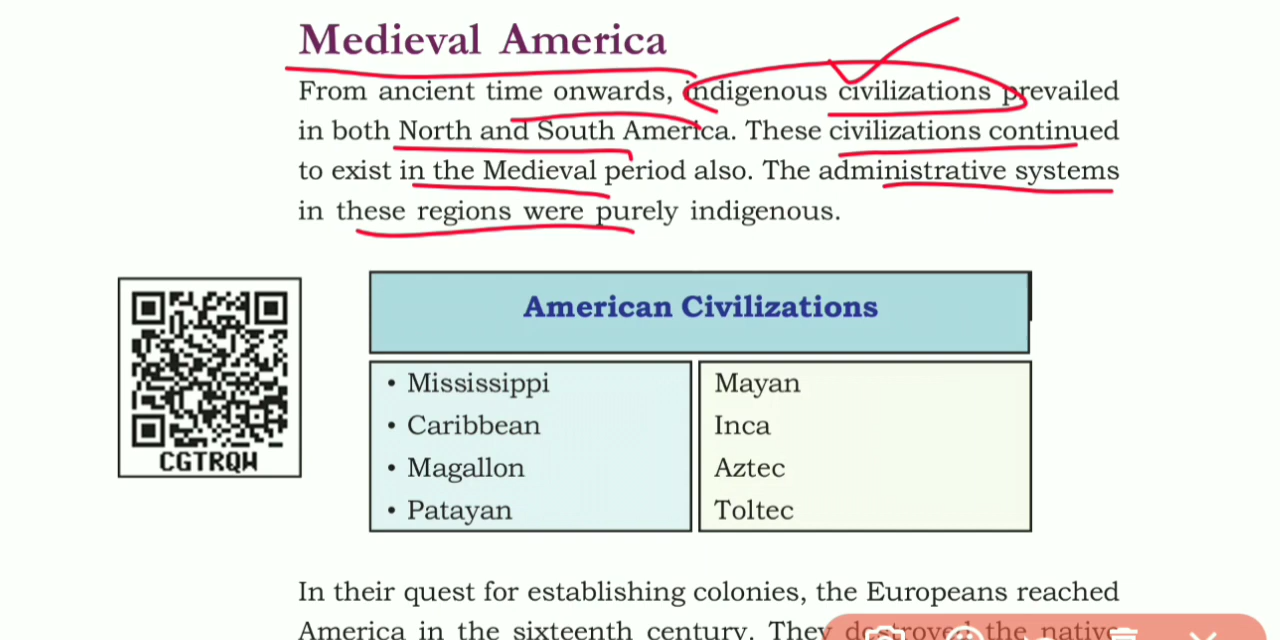 Medieval America
From ancient time onwards, indigenous civilizations prevailed
in both North and South America. These civilizations continued
to exist in the Medieval period also. The administrative systems
in these regions were purely indigenous.
American Civilizations
• Mississippi
• Caribbean
• Magallon
• Patayan
Mayan
Inca
Aztec
Toltec
CGTRQW
In their quest for establishing colonies, the Europeans reached
America in the sixteenth century. They destroyed the native